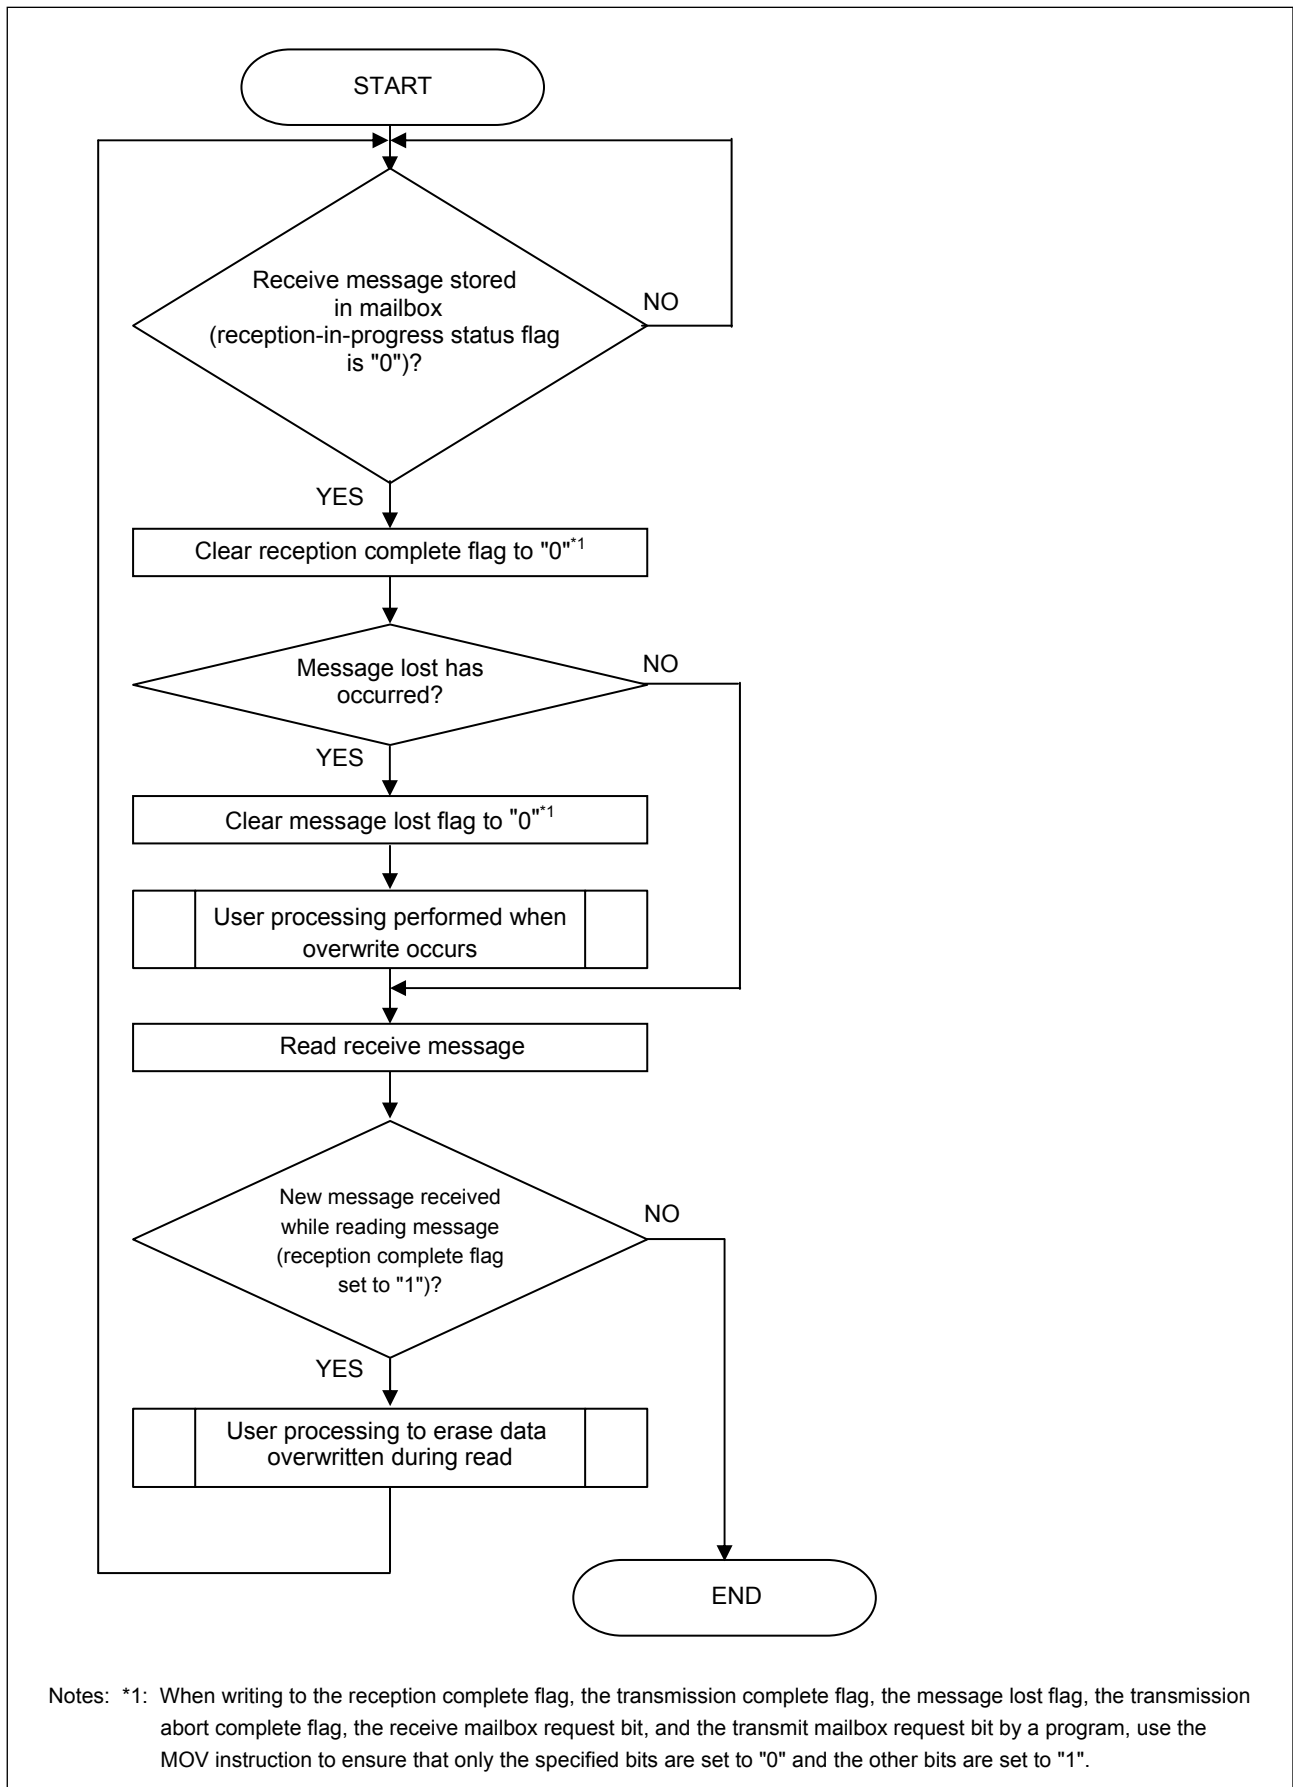 START
Receive message stored
in mailbox
(reception-in-progress status flag
is "0")?
NO
YES
Clear reception complete flag to "0"*1
Message lost has
occurred?
NO
YES
Clear message lost flag to "0"*1
User processing performed when
overwrite occurs
Read receive message
New message received
while reading message
(reception complete flag
set to "1")?
NO
YES
User processing to erase data
overwritten during read
END
Notes: *1: When writing to the reception complete flag, the transmission complete flag, the message lost flag, the transmission
abort complete flag, the receive mailbox request bit, and the transmit mailbox request bit by a program, use the
MOV instruction to ensure that only the specified bits are set to "0" and the other bits are set to "1".